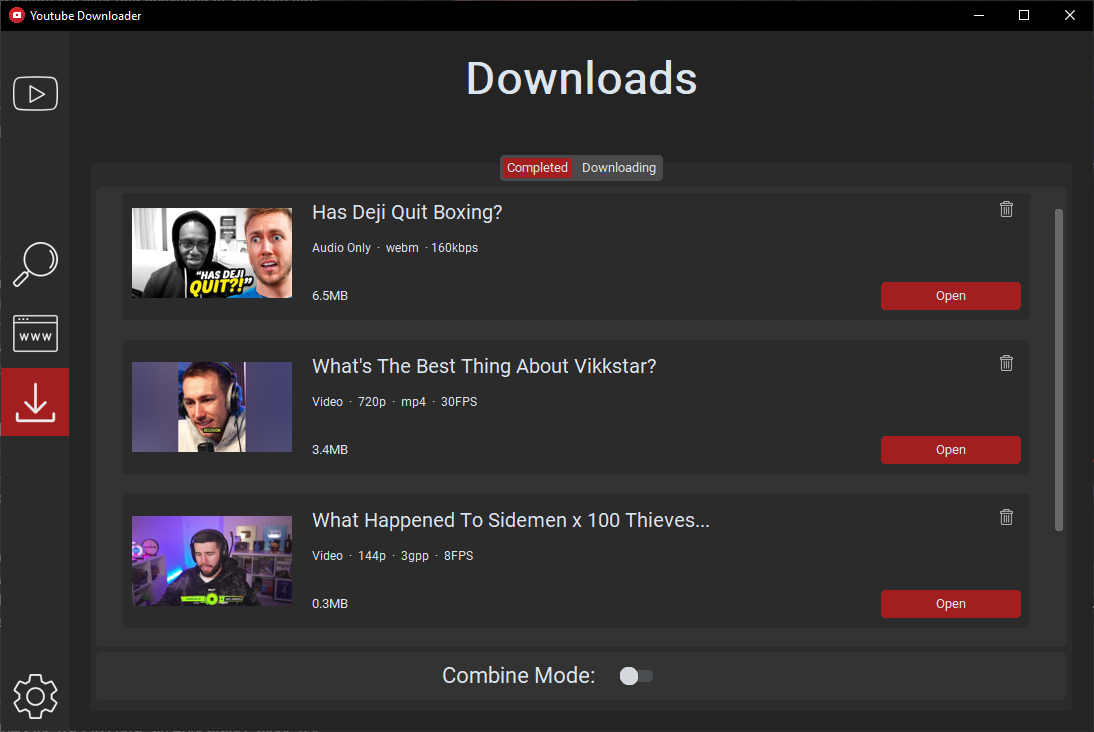 Youtube Downloader
Downloads
Completed Downloading
Has Deji Quit Boxing?
Audio Only · webm · 160kbps
"HAS DEJI
QUIT?!"
6.5MB
Open
www
What's The Best Thing About Vikkstar?
Video · 720p · mp4 · 30FPS
DECISION
3.4MB
Open
What Happened To Sidemen x 100 Thieves...
Video · 144p · 3gpp · 8FPS
0.3MB
Open
Combine Mode: